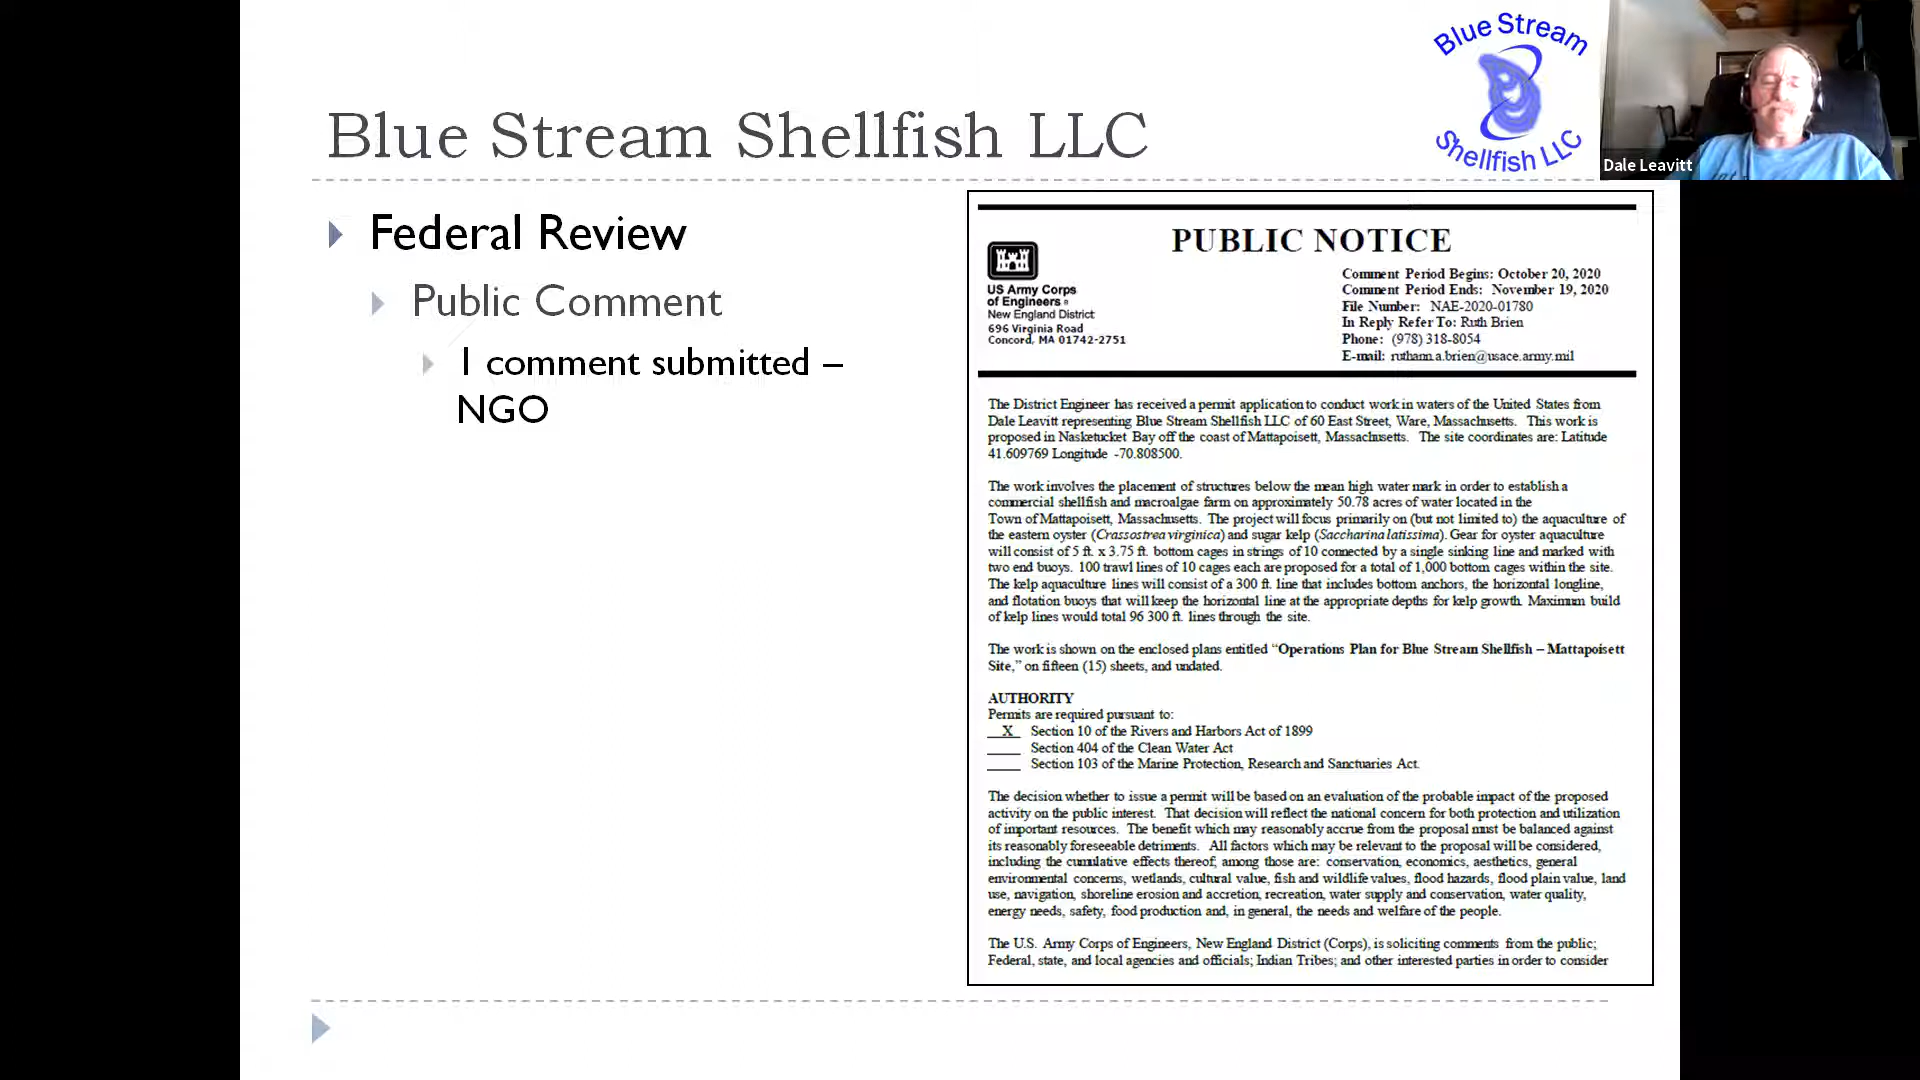 Blue Stream
Shellfish LLC
Dale Leavitt
Blue Stream Shellfish LLC
Federal Review
Public Comment
1 comment submitted –
NGO
PUBLIC NOTICE
US Army Corps
of Engineers ®
New England District
696 Virginia Road
Concord, MA 01742-2751
Comment Period Begins: October 20, 2020
Comment Period Ends: November 19, 2020
File Number: NAE-2020-01780
In Reply Refer To: Ruth Brien
Phone: (978) 318-8054
E-mail: ruthann.a.brien@usace.army.mil
The District Engineer has received a permit application to conduct work in waters of the United States from
Dale Leavitt representing Blue Stream Shellfish LLC of 60 East Street, Ware, Massachusetts. This work is
proposed in Nasketucket Bay off the coast of Mattapoisett, Massachusetts. The site coordinates are: Latitude
41.609769 Longitude -70.808500.
The work involves the placement of structures below the mean high water mark in order to establish a
commercial shellfish and macroalgae farm on approximately 50.78 acres of water located in the
Town of Mattapoisett, Massachusetts. The project will focus primarily on (but not limited to) the aquaculture of
the eastern oyster (Crassostrea virginica) and sugar kelp (Saccharina latissima). Gear for oyster aquaculture
will consist of 5 ft. x 3.75 ft. bottom cages in strings of 10 connected by a single sinking line and marked with
two end buoys. 100 trawl lines of 10 cages each are proposed for a total of 1,000 bottom cages within the site.
The kelp aquaculture lines will consist of a 300 ft. line that includes bottom anchors, the horizontal longline,
and flotation buoys that will keep the horizontal line at the appropriate depths for kelp growth. Maximum build
of kelp lines would total 96 300 ft. lines through the site.
The work is shown on the enclosed plans entitled “Operations Plan for Blue Stream Shellfish – Mattapoisett
Site,” on fifteen (15) sheets, and undated.
AUTHORITY
Permits are required pursuant to:
X Section 10 of the Rivers and Harbors Act of 1899
Section 404 of the Clean Water Act
Section 103 of the Marine Protection, Research and Sanctuaries Act.
The decision whether to issue a permit will be based on an evaluation of the probable impact of the proposed
activity on the public interest. That decision will reflect the national concern for both protection and utilization
of important resources. The benefit which may reasonably accrue from the proposal must be balanced against
its reasonably foreseeable detriments. All factors which may be relevant to the proposal will be considered,
including the cumulative effects thereof; among those are: conservation, economics, aesthetics, general
environmental concerns, wetlands, cultural value, fish and wildlife values, flood hazards, flood plain value, land
use, navigation, shoreline erosion and accretion, recreation, water supply and conservation, water quality,
energy needs, safety, food production and, in general, the needs and welfare of the people.
The U.S. Army Corps of Engineers, New England District (Corps), is soliciting comments from the public;
Federal, state, and local agencies and officials; Indian Tribes; and other interested parties in order to consider